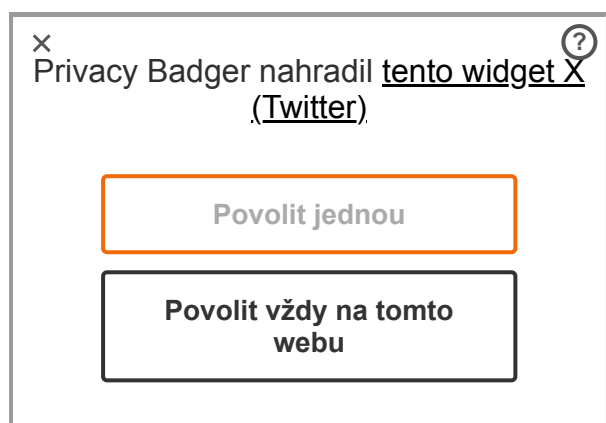 ×
?
Privacy Badger nahradil tento widget X
(Twitter)
Povolit jednou
Povolit vždy na tomto
webu